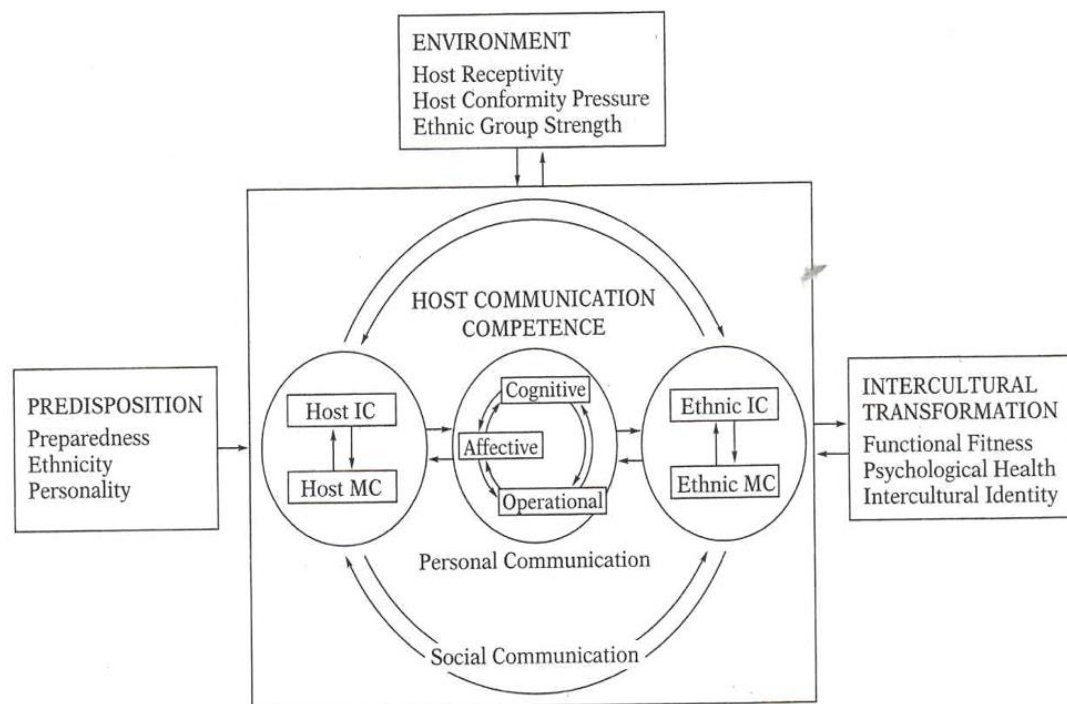 ENVIRONMENT
Host Receptivity
Host Conformity Pressure
Ethnic Group Strength
HOST COMMUNICATION
COMPETENCE
PREDISPOSITION
Preparedness
Ethnicity
Personality
Host IC
Host MC
Cognitive
Affective
Operational
Ethnic IC
Ethnic MC
INTERCULTURAL
TRANSFORMATION
Functional Fitness
Psychological Health
Intercultural Identity
Personal Communication
Social Communication